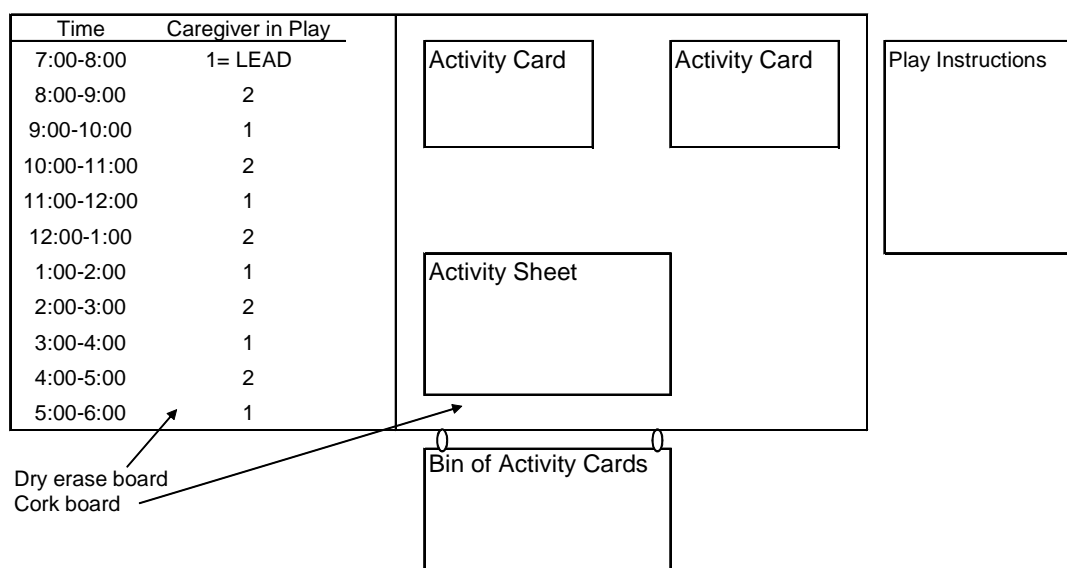 Time Caregiver in Play
7:00-8:00 1= LEAD
8:00-9:00 2
9:00-10:00 1
10:00-11:00 2
11:00-12:00 1
12:00-1:00 2
1:00-2:00 1
2:00-3:00 2
3:00-4:00 1
4:00-5:00 2
5:00-6:00 1
Activity Card
Activity Card
Play Instructions
Activity Sheet
Bin of Activity Cards
Dry erase board
Cork board